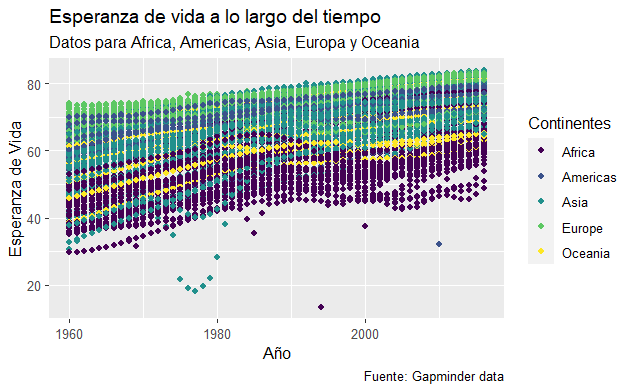 Esperanza de vida a lo largo del tiempo
Datos para Africa, Americas, Asia, Europa y Oceania
Esperanza de Vida
80
60
40
20
1960
1980
2000
Año
Continentes
Africa
Americas
Asia
Europe
Oceania
Fuente: Gapminder data